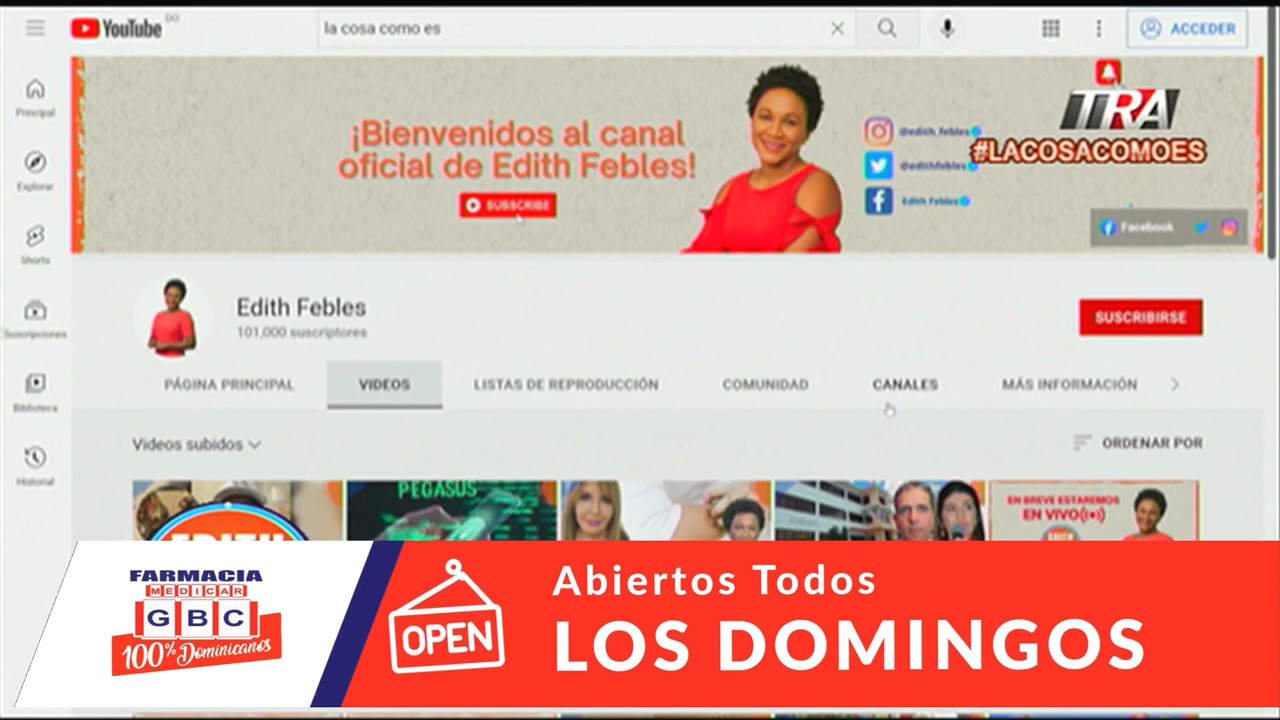 YouTube
DO
la cosa como es
ACCEDER
Principal
Explorar
Shorts
Suscripciones
Biblioteca
Historial
¡Bienvenidos al canal
oficial de Edith Febles!
SUBSCRIBE
@edith_febles
@edithfebles
Edith Febles
TRA
#LACOSACOMOES
Facebook
Edith Febles
101,000 suscriptores
SUSCRIBIRSE
PÁGINA PRINCIPAL
VIDEOS
LISTAS DE REPRODUCCIÓN
COMUNIDAD
CANALES
MÁS INFORMACIÓN
Videos subidos
ORDENAR POR
PEGASUS
EN BREVE ESTAREMOS
EN VIVO
EDITH
FARMACIA
MEDICAR
GBC
100% Dominicanos
OPEN
Abiertos Todos
LOS DOMINGOS